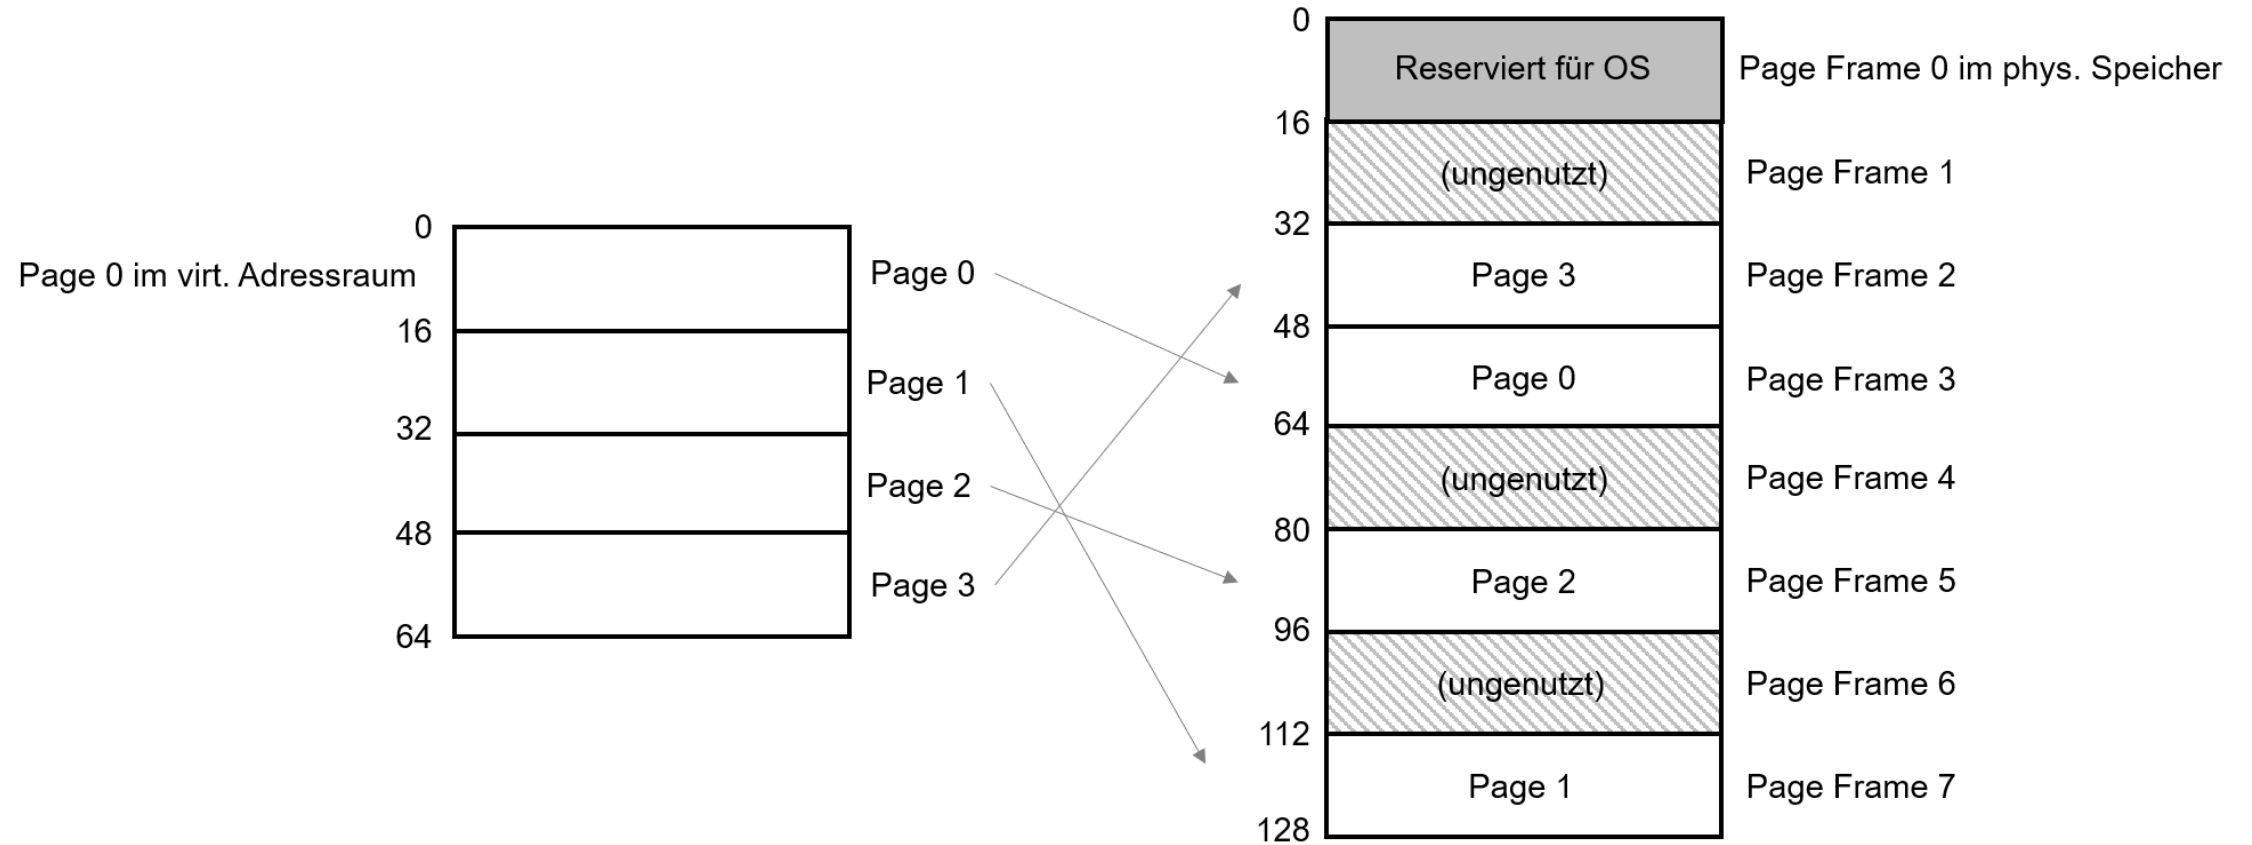 0
Page 0 im virt. Adressraum
Page 0
16
Page 1
32
Page 2
48
Page 3
64
0
Reserviert für OS
Page Frame 0 im phys. Speicher
16
(ungenutzt)
Page Frame 1
32
Page 3
Page Frame 2
48
Page 0
Page Frame 3
64
(ungenutzt)
Page Frame 4
80
Page 2
Page Frame 5
96
(ungenutzt)
Page Frame 6
112
Page 1
Page Frame 7
128